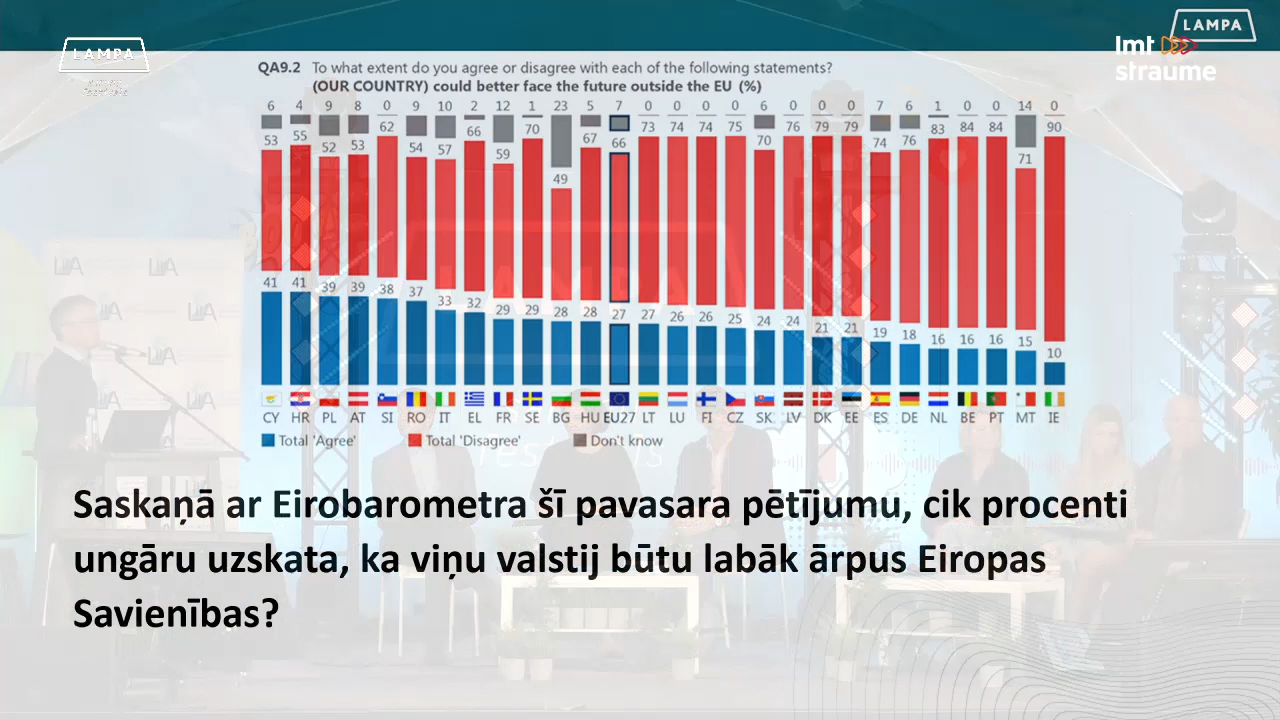 LAMPA
LAMPA
lmt
straume
QA9.2 To what extent do you agree or disagree with each of the following statements?
(OUR COUNTRY) could better face the future outside the EU (%)
6 4 9 8 0 9 10 2 12 1 23 5 7 0 0 0 0 6 0 0 0 7 6 1 0 0 14 0
53 55 52 53 62 54 57 66 59 70 49 67 66 73 74 74 75 70 76 79 79 74 76 83 84 84 71 90
41 41 39 39 38 37 33 32 29 29 28 28 27 27 26 26 25 24 24 21 21 19 18 16 16 16 15 10
CY HR PL AT SI RO IT EL FR SE BG HU EU27 LT LU FI CZ SK LV DK EE ES DE NL BE PT MT IE
Total 'Agree' Total 'Disagree' Don't know
Saskaņā ar Eirobarometra šī pavasara pētījumu, cik procenti
ungāru uzskata, ka viņu valstij būtu labāk ārpus Eiropas
Savienības?